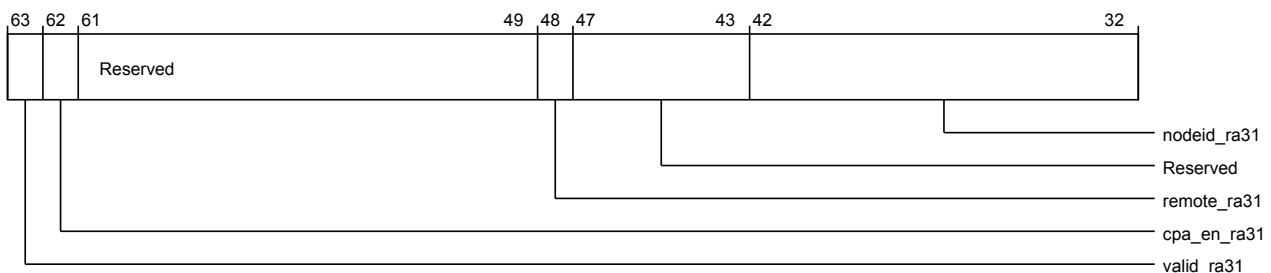 63 62 61 49 48 47 43 42 32
Reserved
nodeid_ra31
Reserved
remote_ra31
cpa_en_ra31
valid_ra31